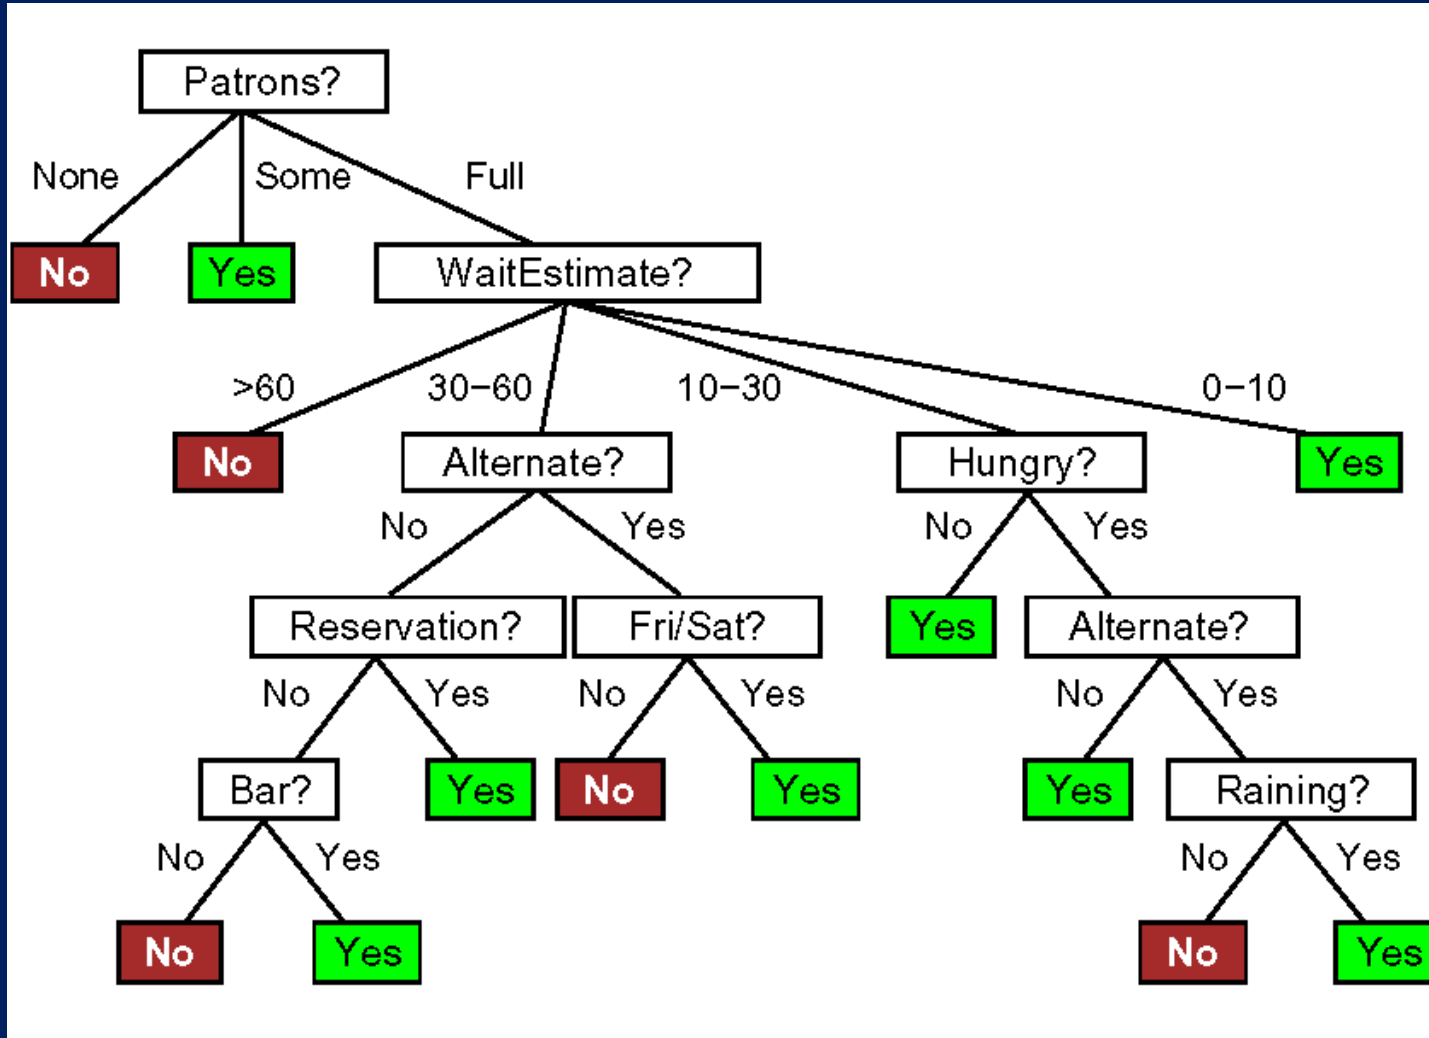 Patrons?
None Some Full
No Yes WaitEstimate?
>60 30−60 10−30 0−10
No Alternate? Hungry? Yes
No Yes No Yes
Reservation? Fri/Sat? Yes Alternate?
No Yes No Yes No Yes
Bar? Yes No Yes Yes Raining?
No Yes No Yes
No Yes No Yes